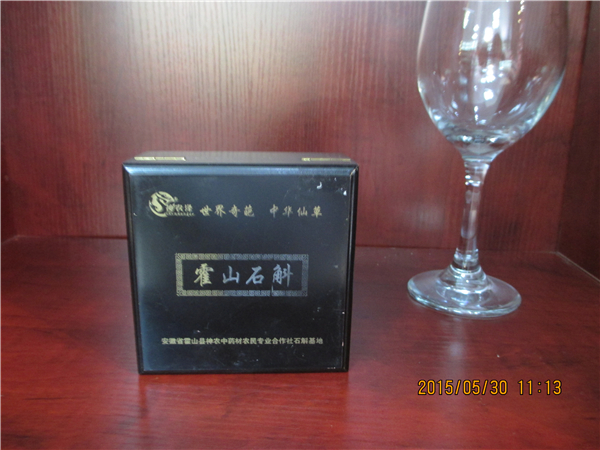 世界奇葩 中华仙草
霍山石斛
安徽省霍山县神农中药材农民专业合作社石斛基地
2015/05/30 11:13